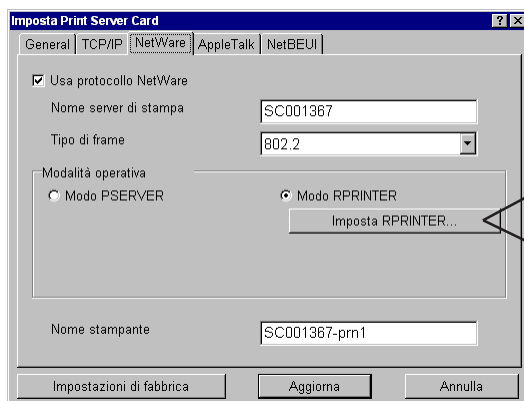 Imposta Print Server Card
General TCP/IP NetWare AppleTalk NetBEUI
Usa protocollo NetWare
Nome server di stampa SC001367
Tipo di frame 802.2
Modalità operativa
Modo PSERVER Modo RPRINTER
Imposta RPRINTER...
Nome stampante SC001367-prn1
Impostazioni di fabbrica Aggiorna Annulla